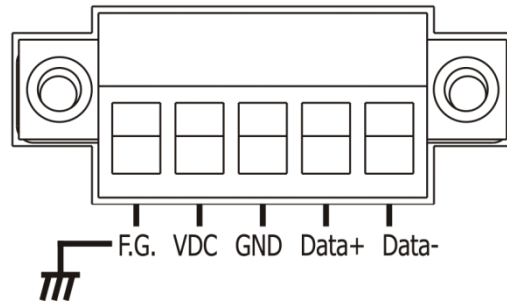 F.G. VDC GND Data+ Data-